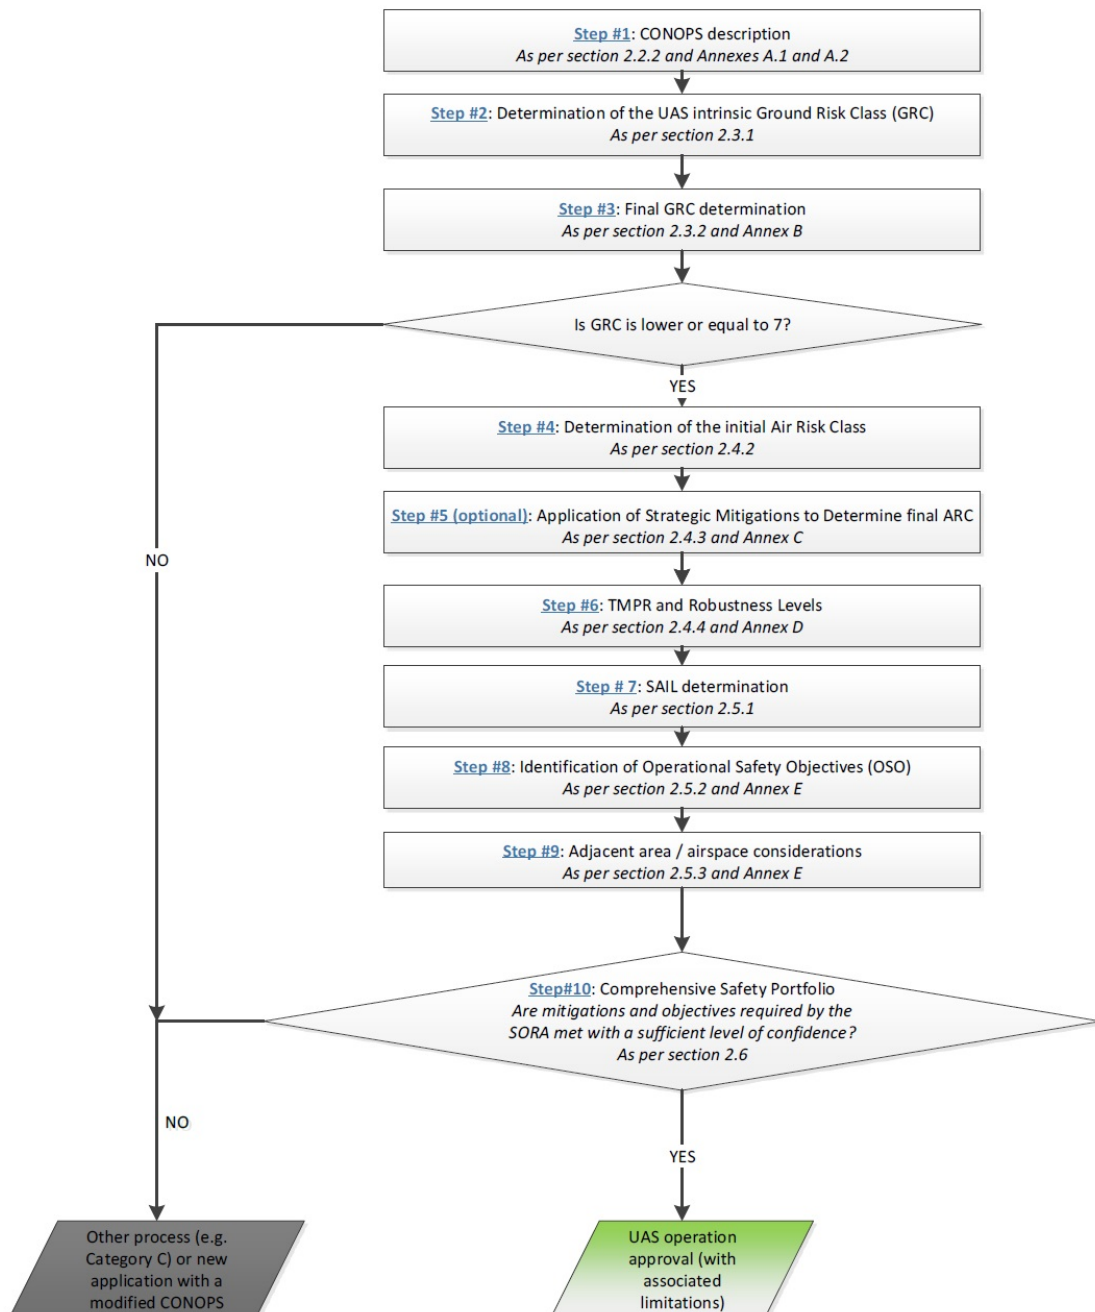 Step #1: CONOPS description
As per section 2.2.2 and Annexes A.1 and A.2
Step #2: Determination of the UAS intrinsic Ground Risk Class (GRC)
As per section 2.3.1
Step #3: Final GRC determination
As per section 2.3.2 and Annex B
Is GRC is lower or equal to 7?
YES
Step #4: Determination of the initial Air Risk Class
As per section 2.4.2
Step #5 (optional): Application of Strategic Mitigations to Determine final ARC
As per section 2.4.3 and Annex C
NO
Step #6: TMPR and Robustness Levels
As per section 2.4.4 and Annex D
Step # 7: SAIL determination
As per section 2.5.1
Step #8: Identification of Operational Safety Objectives (OSO)
As per section 2.5.2 and Annex E
Step #9: Adjacent area / airspace considerations
As per section 2.5.3 and Annex E
Step#10: Comprehensive Safety Portfolio
Are mitigations and objectives required by the
SORA met with a sufficient level of confidence?
As per section 2.6
NO
YES
Other process (e.g.
Category C) or new
application with a
modified CONOPS
UAS operation
approval (with
associated
limitations)